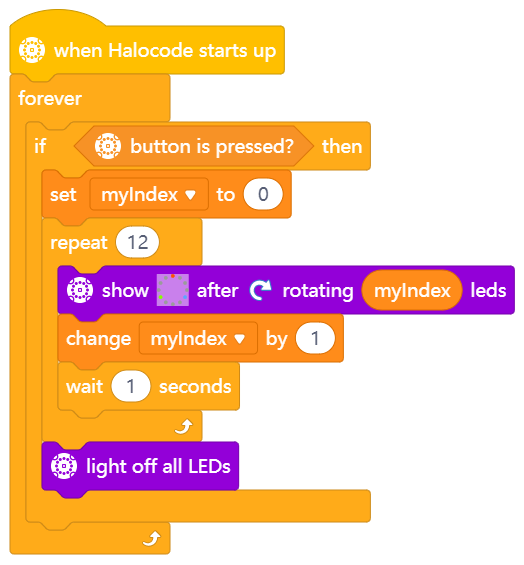 when Halocode starts up
forever
if button is pressed? then
set myIndex to 0
repeat 12
show after rotating myIndex leds
change myIndex by 1
wait 1 seconds
light off all LEDs